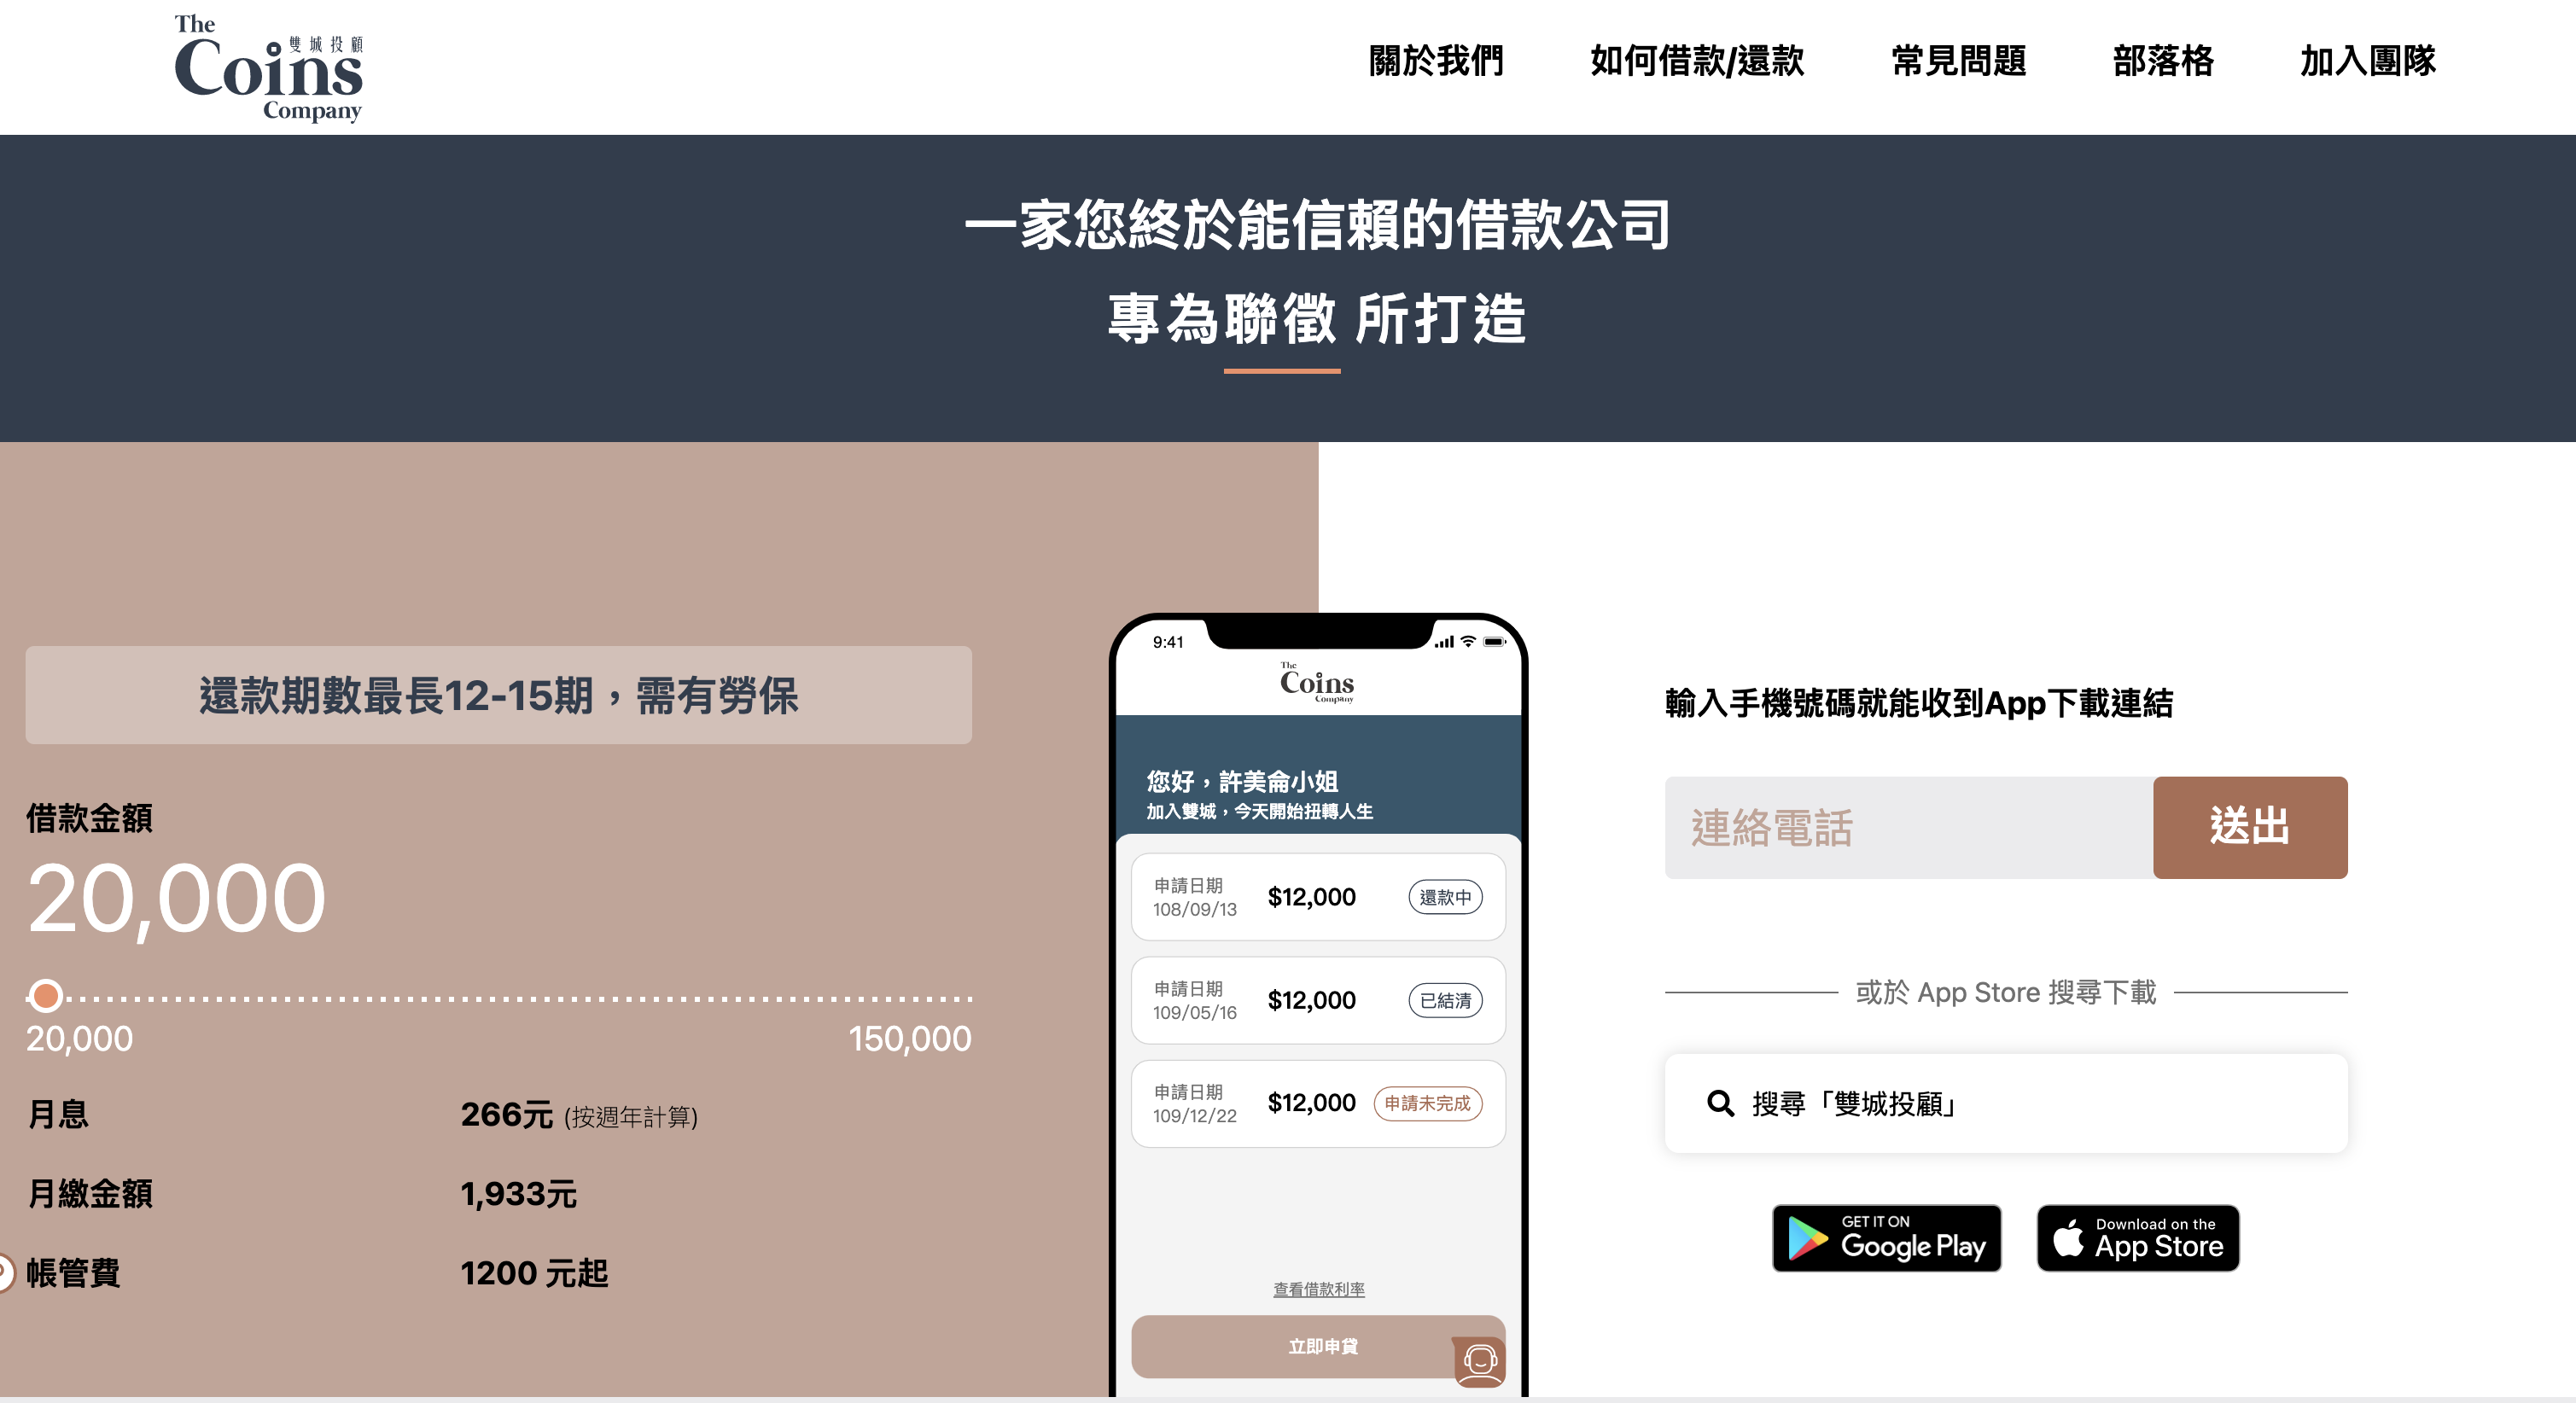 The
Coins
雙城投顧
Company
關於我們 如何借款/還款 常見問題 部落格 加入團隊
一家您終於能信賴的借款公司
專為聯徵 所打造
還款期數最長12-15期，需有勞保
借款金額
20,000
20,000 150,000
月息 266元 (按週年計算)
月繳金額 1,933元
帳管費 1200 元起
9:41
The
Coins
Company
您好，許美侖小姐
加入雙城，今天開始扭轉人生
申請日期
108/09/13
$12,000
還款中
申請日期
109/05/16
$12,000
已結清
申請日期
109/12/22
$12,000
申請未完成
查看借款利率
立即申貸
輸入手機號碼就能收到App下載連結
連絡電話 送出
或於 App Store 搜尋下載
搜尋「雙城投顧」
GET IT ON
Google Play
Download on the
App Store